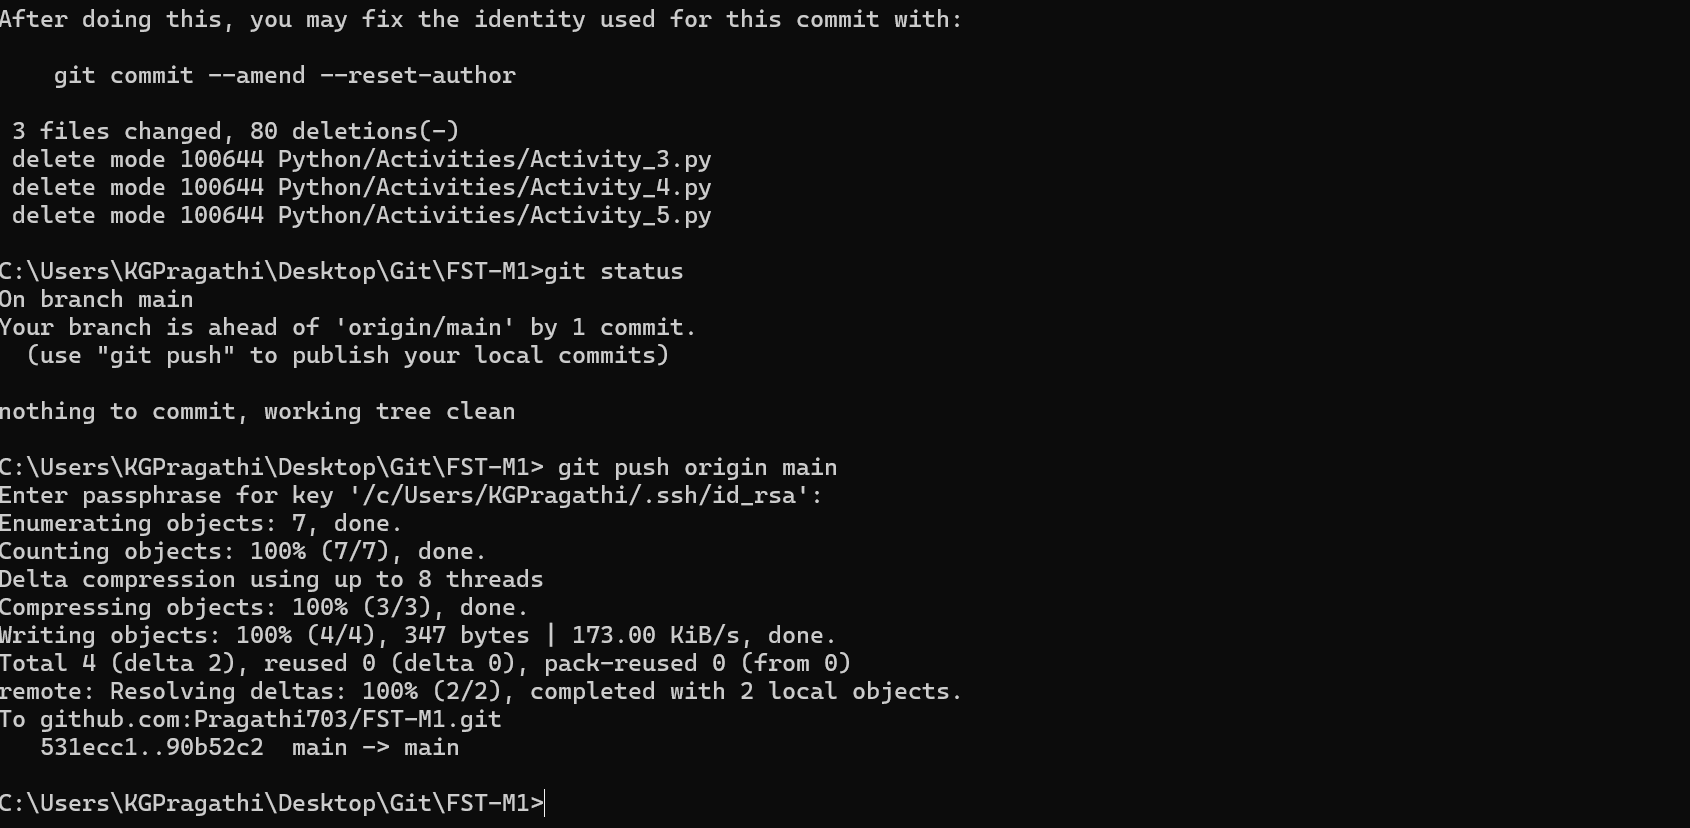 After doing this, you may fix the identity used for this commit with:
git commit --amend --reset-author
3 files changed, 80 deletions(-)
delete mode 100644 Python/Activities/Activity_3.py
delete mode 100644 Python/Activities/Activity_4.py
delete mode 100644 Python/Activities/Activity_5.py
C:\Users\KGPragathi\Desktop\Git\FST-M1>git status
On branch main
Your branch is ahead of 'origin/main' by 1 commit.
(use "git push" to publish your local commits)
nothing to commit, working tree clean
C:\Users\KGPragathi\Desktop\Git\FST-M1> git push origin main
Enter passphrase for key '/c/Users/KGPragathi/.ssh/id_rsa':
Enumerating objects: 7, done.
Counting objects: 100% (7/7), done.
Delta compression using up to 8 threads
Compressing objects: 100% (3/3), done.
Writing objects: 100% (4/4), 347 bytes | 173.00 KiB/s, done.
Total 4 (delta 2), reused 0 (delta 0), pack-reused 0 (from 0)
remote: Resolving deltas: 100% (2/2), completed with 2 local objects.
To github.com:Pragathi703/FST-M1.git
531ecc1..90b52c2  main -> main
C:\Users\KGPragathi\Desktop\Git\FST-M1>